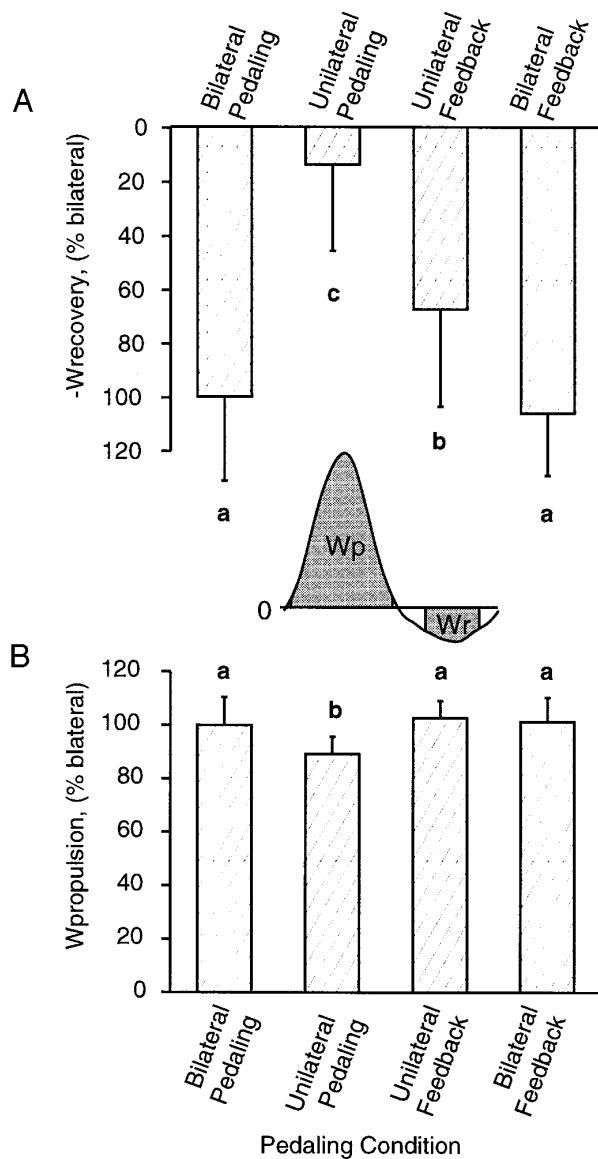 A
Bilateral
Pedaling
Unilateral
Pedaling
Unilateral
Feedback
Bilateral
Feedback
-Wrecovery, (% bilateral)
0
20
40
60
80
100
120
a
c
b
a
Wp
0
Wr
B
Wpropulsion, (% blateral)
120
100
80
60
40
20
0
a
b
a
a
Bilateral
Pedaling
Unilateral
Pedaling
Unilateral
Feedback
Bilateral
Feedback
Pedaling Condition